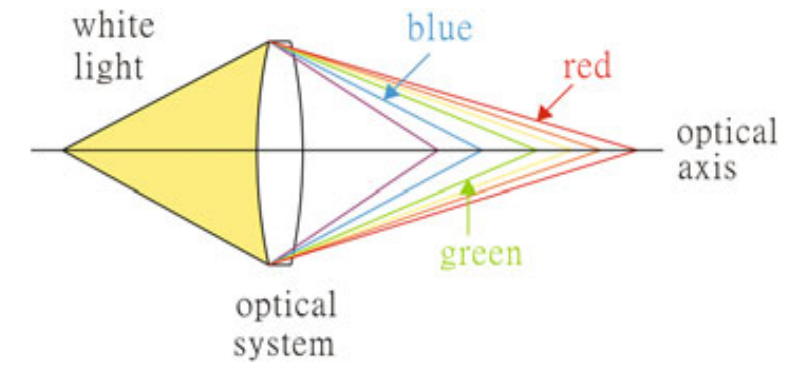 white
light
blue
red
optical
axis
green
optical
system